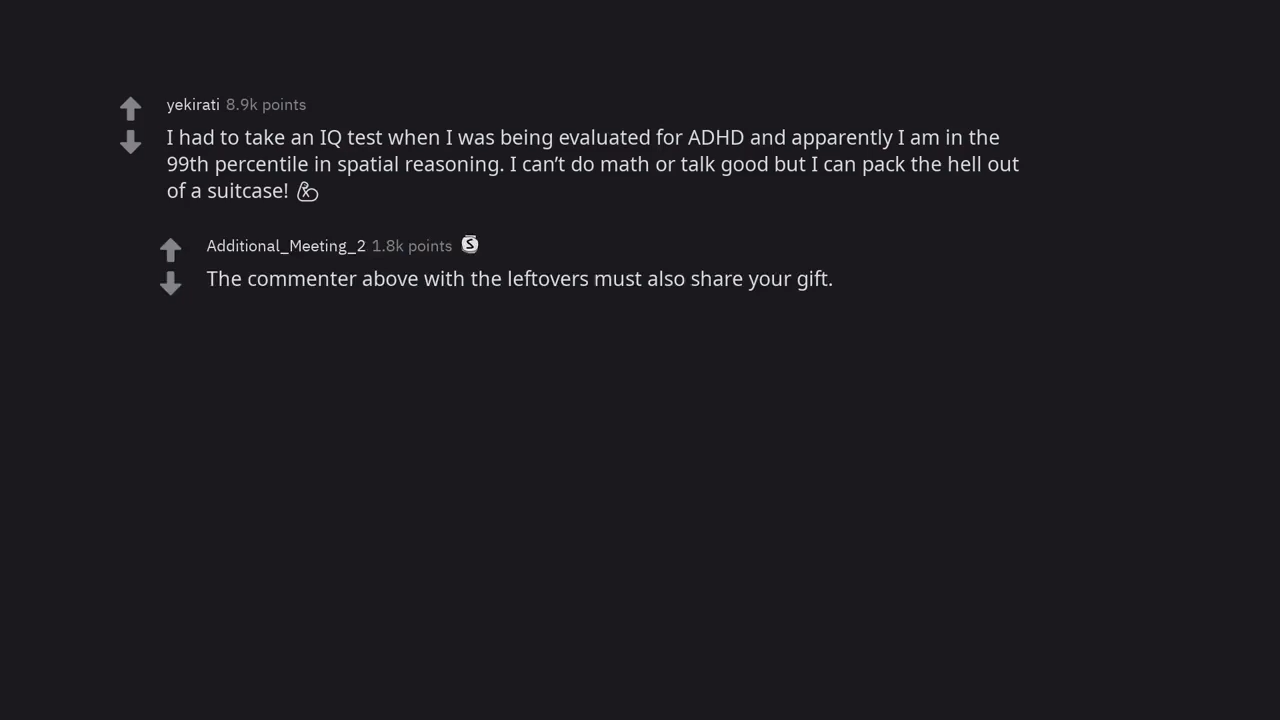 yekirati 8.9k points
I had to take an IQ test when I was being evaluated for ADHD and apparently I am in the
99th percentile in spatial reasoning. I can’t do math or talk good but I can pack the hell out
of a suitcase! 💪
Additional_Meeting_2 1.8k points
The commenter above with the leftovers must also share your gift.